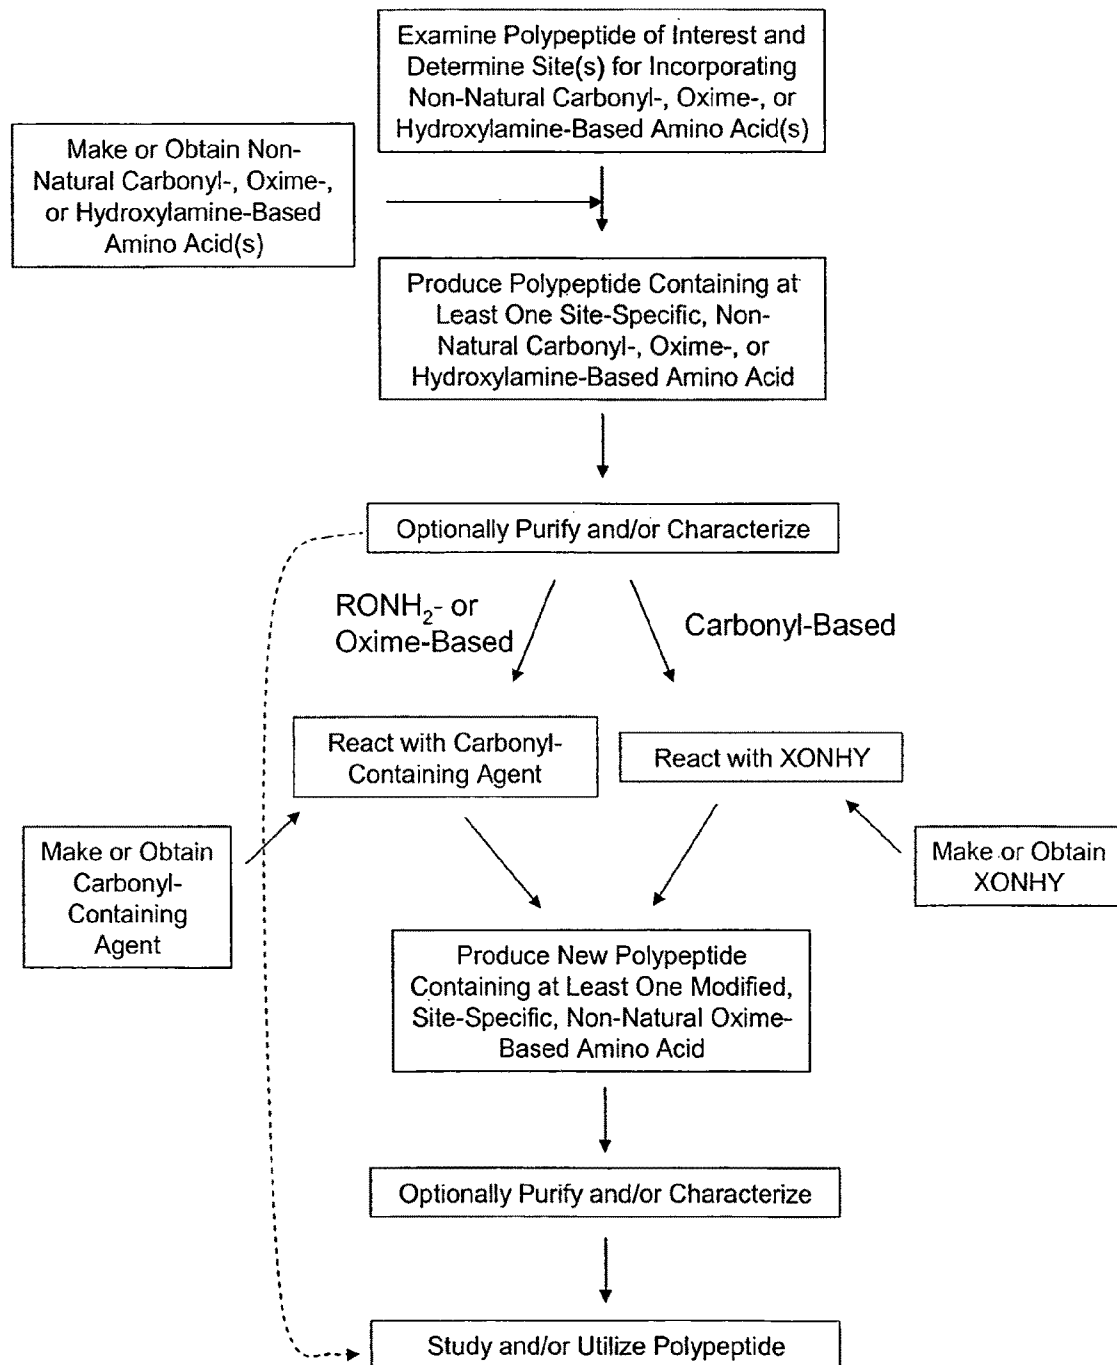 Examine Polypeptide of Interest and
Determine Site(s) for Incorporating
Non-Natural Carbonyl-, Oxime-, or
Hydroxylamine-Based Amino Acid(s)
Make or Obtain Non-
Natural Carbonyl-, Oxime-,
or Hydroxylamine-Based
Amino Acid(s)
Produce Polypeptide Containing at
Least One Site-Specific, Non-
Natural Carbonyl-, Oxime-, or
Hydroxylamine-Based Amino Acid
Optionally Purify and/or Characterize
RONH₂- or
Oxime-Based
Carbonyl-Based
React with Carbonyl-
Containing Agent
React with XONHY
Make or Obtain
Carbonyl-
Containing
Agent
Make or Obtain
XONHY
Produce New Polypeptide
Containing at Least One Modified,
Site-Specific, Non-Natural Oxime-
Based Amino Acid
Optionally Purify and/or Characterize
Study and/or Utilize Polypeptide